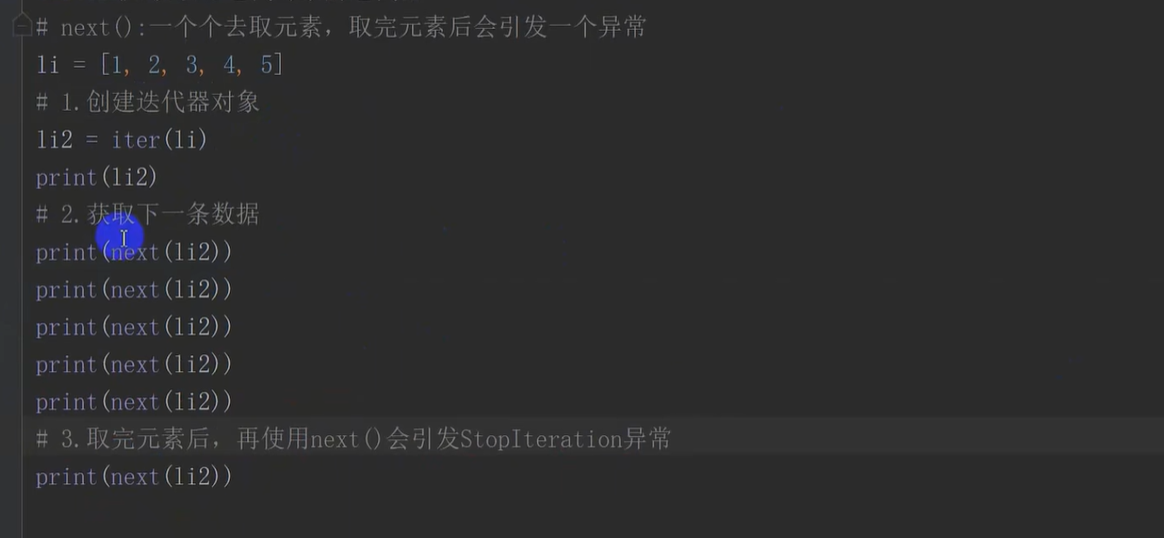 # next():一个个去取元素，取完元素后会引发一个异常
li = [1, 2, 3, 4, 5]
# 1.创建迭代器对象
li2 = iter(li)
print(li2)
# 2.获取下一条数据
print(next(li2))
print(next(li2))
print(next(li2))
print(next(li2))
print(next(li2))
# 3.取完元素后，再使用next()会引发StopIteration异常
print(next(li2))